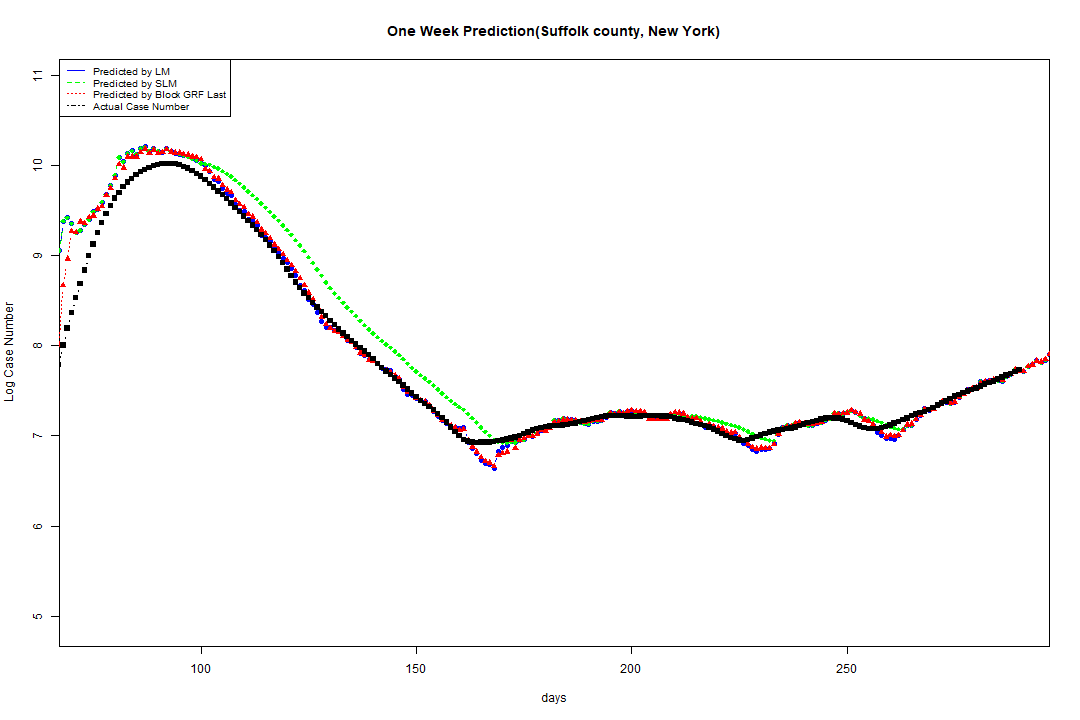 One Week Prediction(Suffolk county, New York)
Predicted by LM
Predicted by SLM
Predicted by Block GRF Last
Actual Case Number
11
10
9
8
7
6
5
Log Case Number
100
150
200
250
days